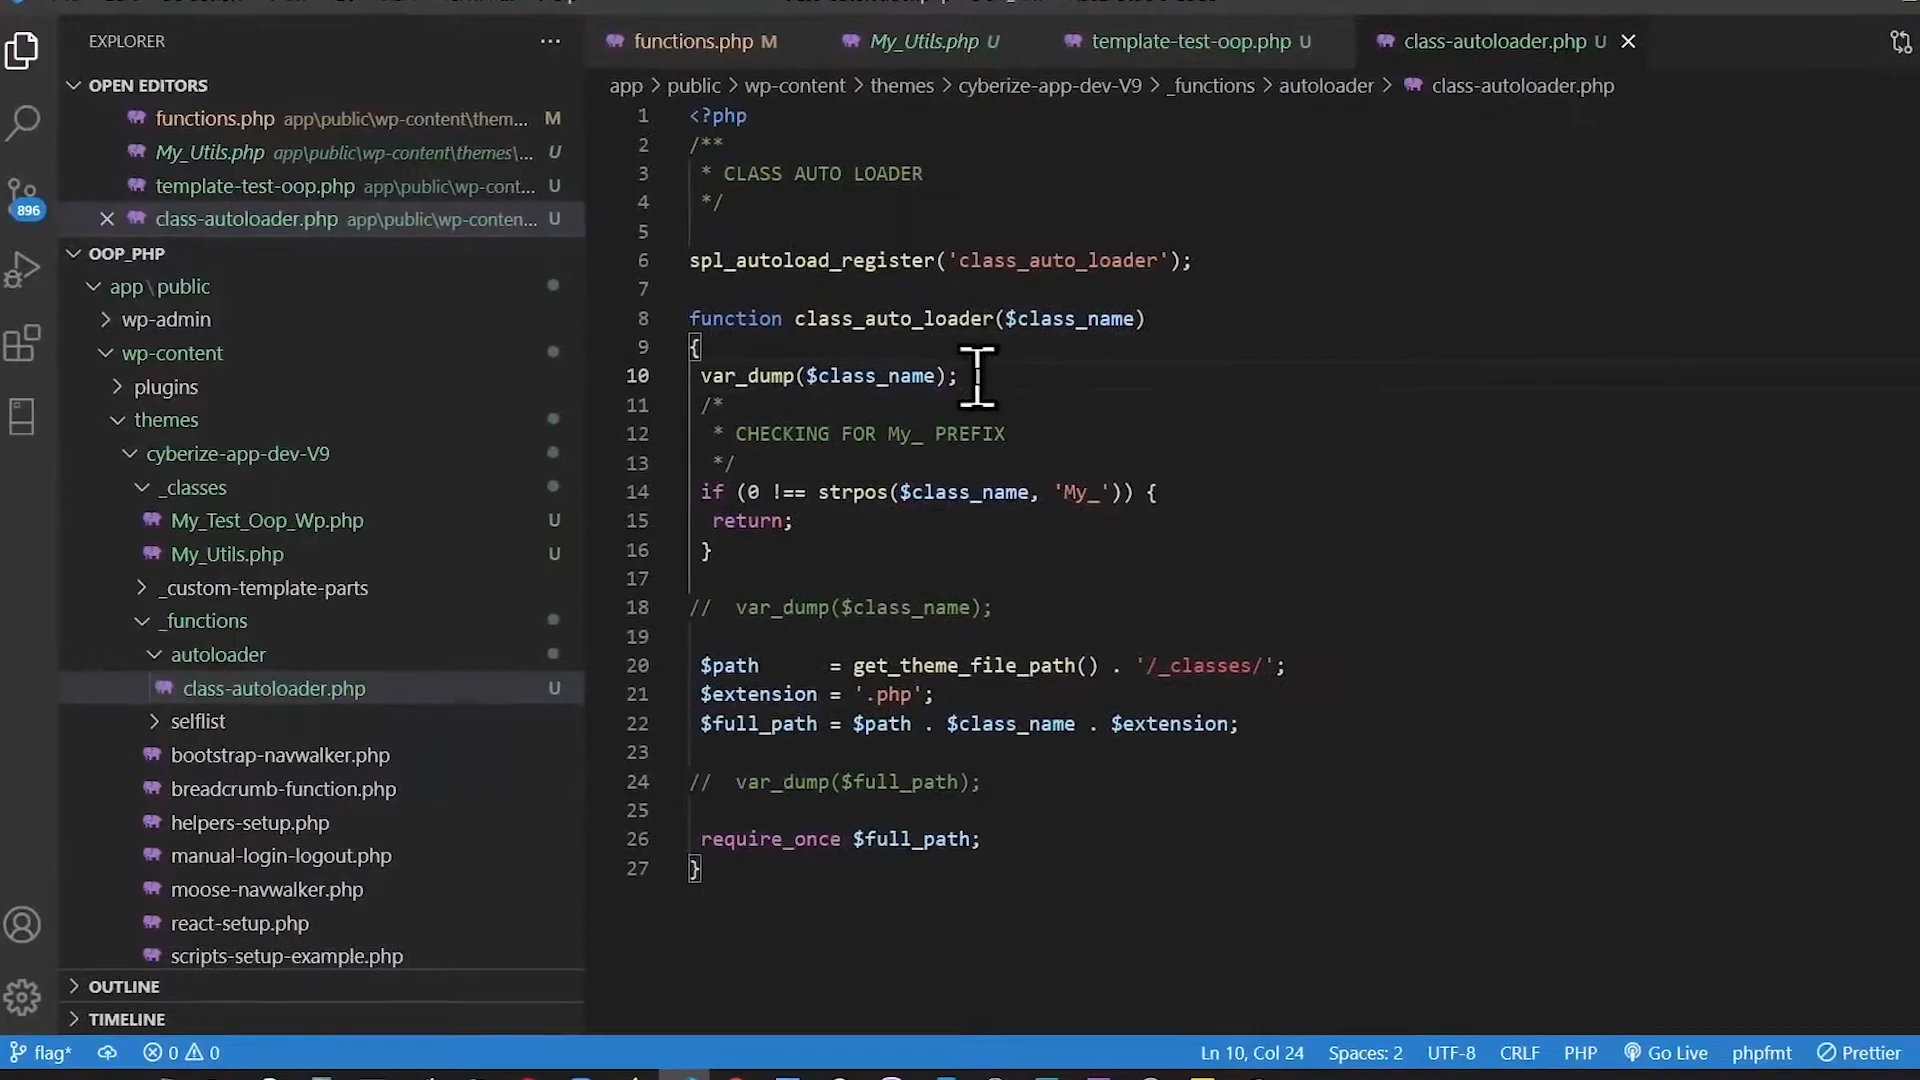 EXPLORER
OPEN EDITORS
functions.php app\public\wp-content\them... M
My_Utils.php app\public\wp-content\themes\... U
template-test-oop.php app\public\wp-cont... U
class-autoloader.php app\public\wp-conten... U
896
OOP_PHP
app\public
wp-admin
wp-content
plugins
themes
cyberize-app-dev-V9
_classes
My_Test_Oop_Wp.php U
My_Utils.php U
_custom-template-parts
_functions
autoloader
class-autoloader.php U
selflist
bootstrap-navwalker.php
breadcrumb-function.php
helpers-setup.php
manual-login-logout.php
moose-navwalker.php
react-setup.php
scripts-setup-example.php
OUTLINE
TIMELINE
functions.php M My_Utils.php U template-test-oop.php U class-autoloader.php U
app > public > wp-content > themes > cyberize-app-dev-V9 > _functions > autoloader > class-autoloader.php
1 <?php
2 /**
3 * CLASS AUTO LOADER
4 */
5
6 spl_autoload_register('class_auto_loader');
7
8 function class_auto_loader($class_name)
9 {
10 var_dump($class_name);
11 /*
12 * CHECKING FOR My_ PREFIX
13 */
14 if (0 !== strpos($class_name, 'My_')) {
15 return;
16 }
17
18 // var_dump($class_name);
19
20 $path = get_theme_file_path() . '/_classes/';
21 $extension = '.php';
22 $full_path = $path . $class_name . $extension;
23
24 // var_dump($full_path);
25
26 require_once $full_path;
27 }
flag* 0 0 Ln 10, Col 24 Spaces: 2 UTF-8 CRLF PHP Go Live phpfmt Prettier